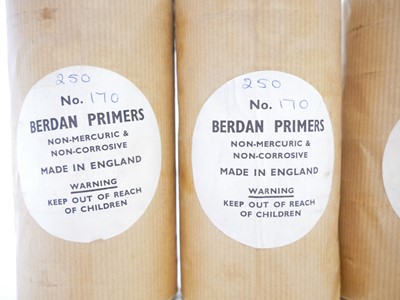 250
No. 170
BERDAN PRIMERS
NON-MERCURIC &
NON-CORROSIVE
MADE IN ENGLAND
WARNING
KEEP OUT OF REACH
OF CHILDREN
250
No. 170
BERDAN PRIMERS
NON-MERCURIC &
NON-CORROSIVE
MADE IN ENGLAND
WARNING
KEEP OUT OF REACH
OF CHILDREN